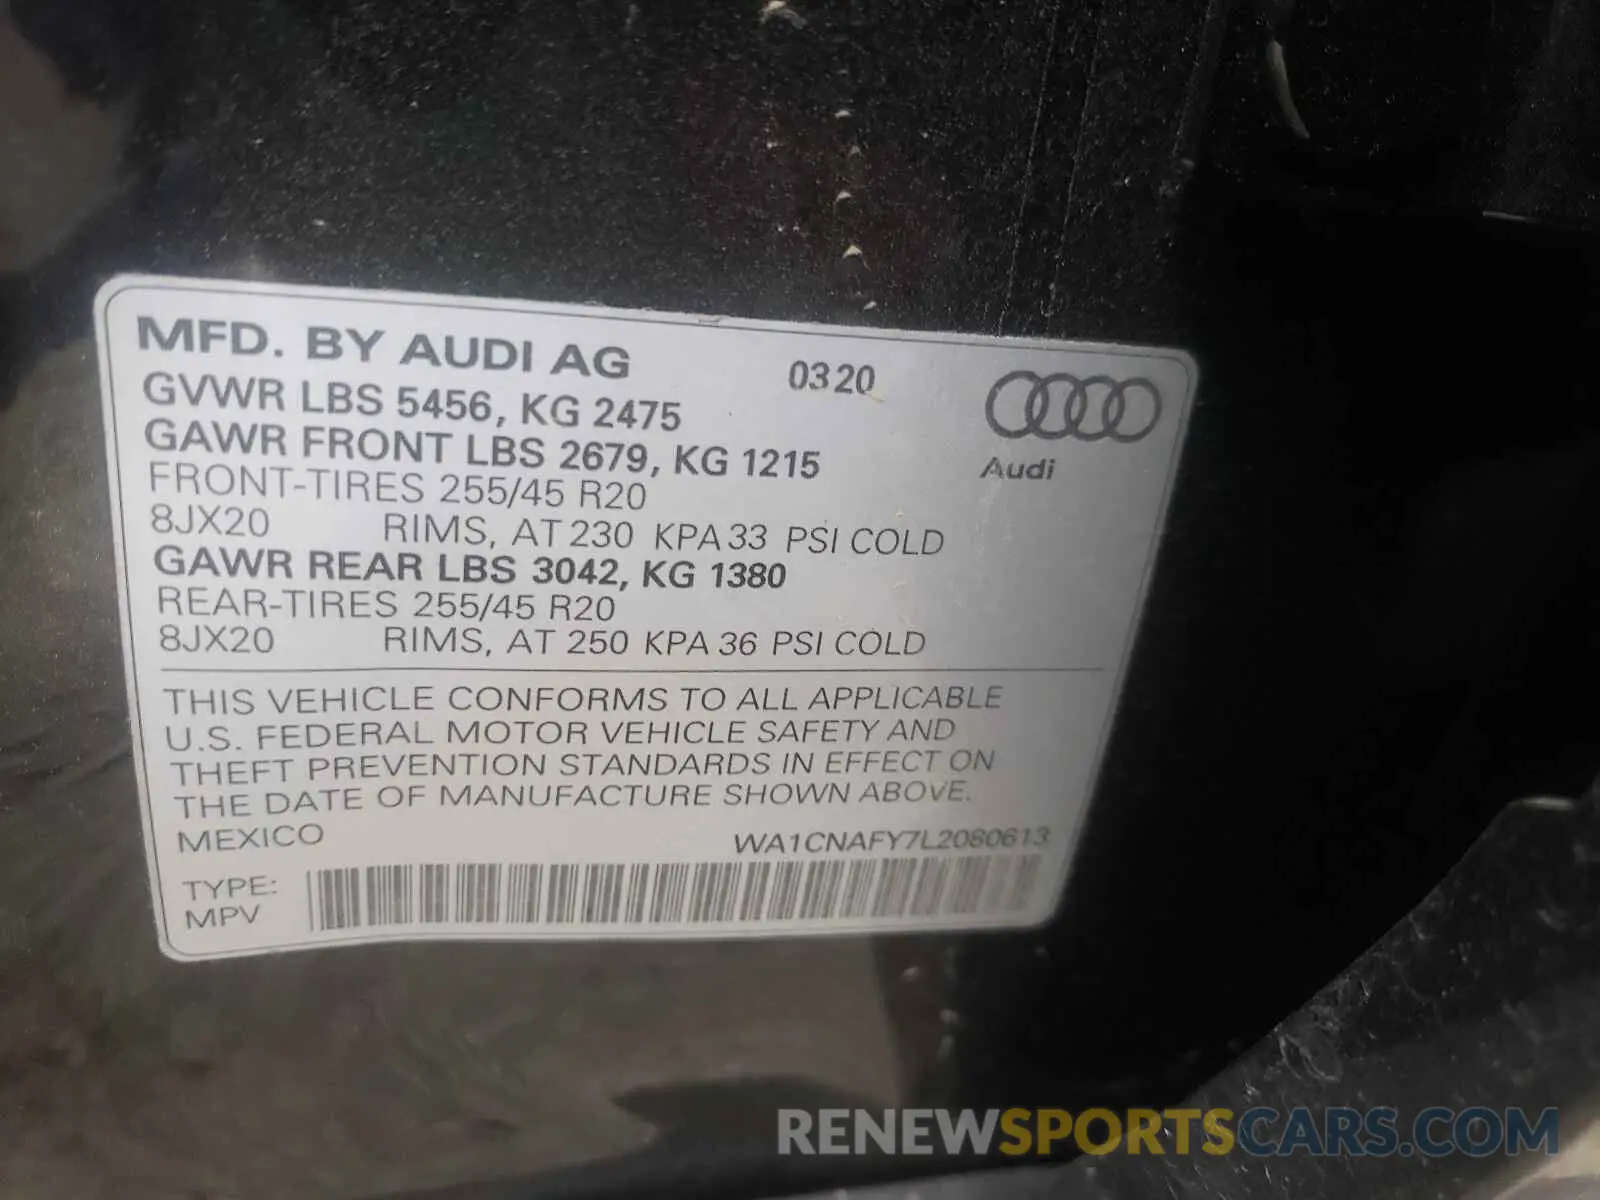 MFD. BY AUDI AG 0320
GVWR LBS 5456, KG 2475
GAWR FRONT LBS 2679, KG 1215
Audi
FRONT-TIRES 255/45 R20
8JX20 RIMS, AT 230 KPA 33 PSI COLD
GAWR REAR LBS 3042, KG 1380
REAR-TIRES 255/45 R20
8JX20 RIMS, AT 250 KPA 36 PSI COLD
THIS VEHICLE CONFORMS TO ALL APPLICABLE
U.S. FEDERAL MOTOR VEHICLE SAFETY AND
THEFT PREVENTION STANDARDS IN EFFECT ON
THE DATE OF MANUFACTURE SHOWN ABOVE.
MEXICO WA1CNAFY7L2080613
TYPE:
MPV
RENEWSPORTSCARS.COM